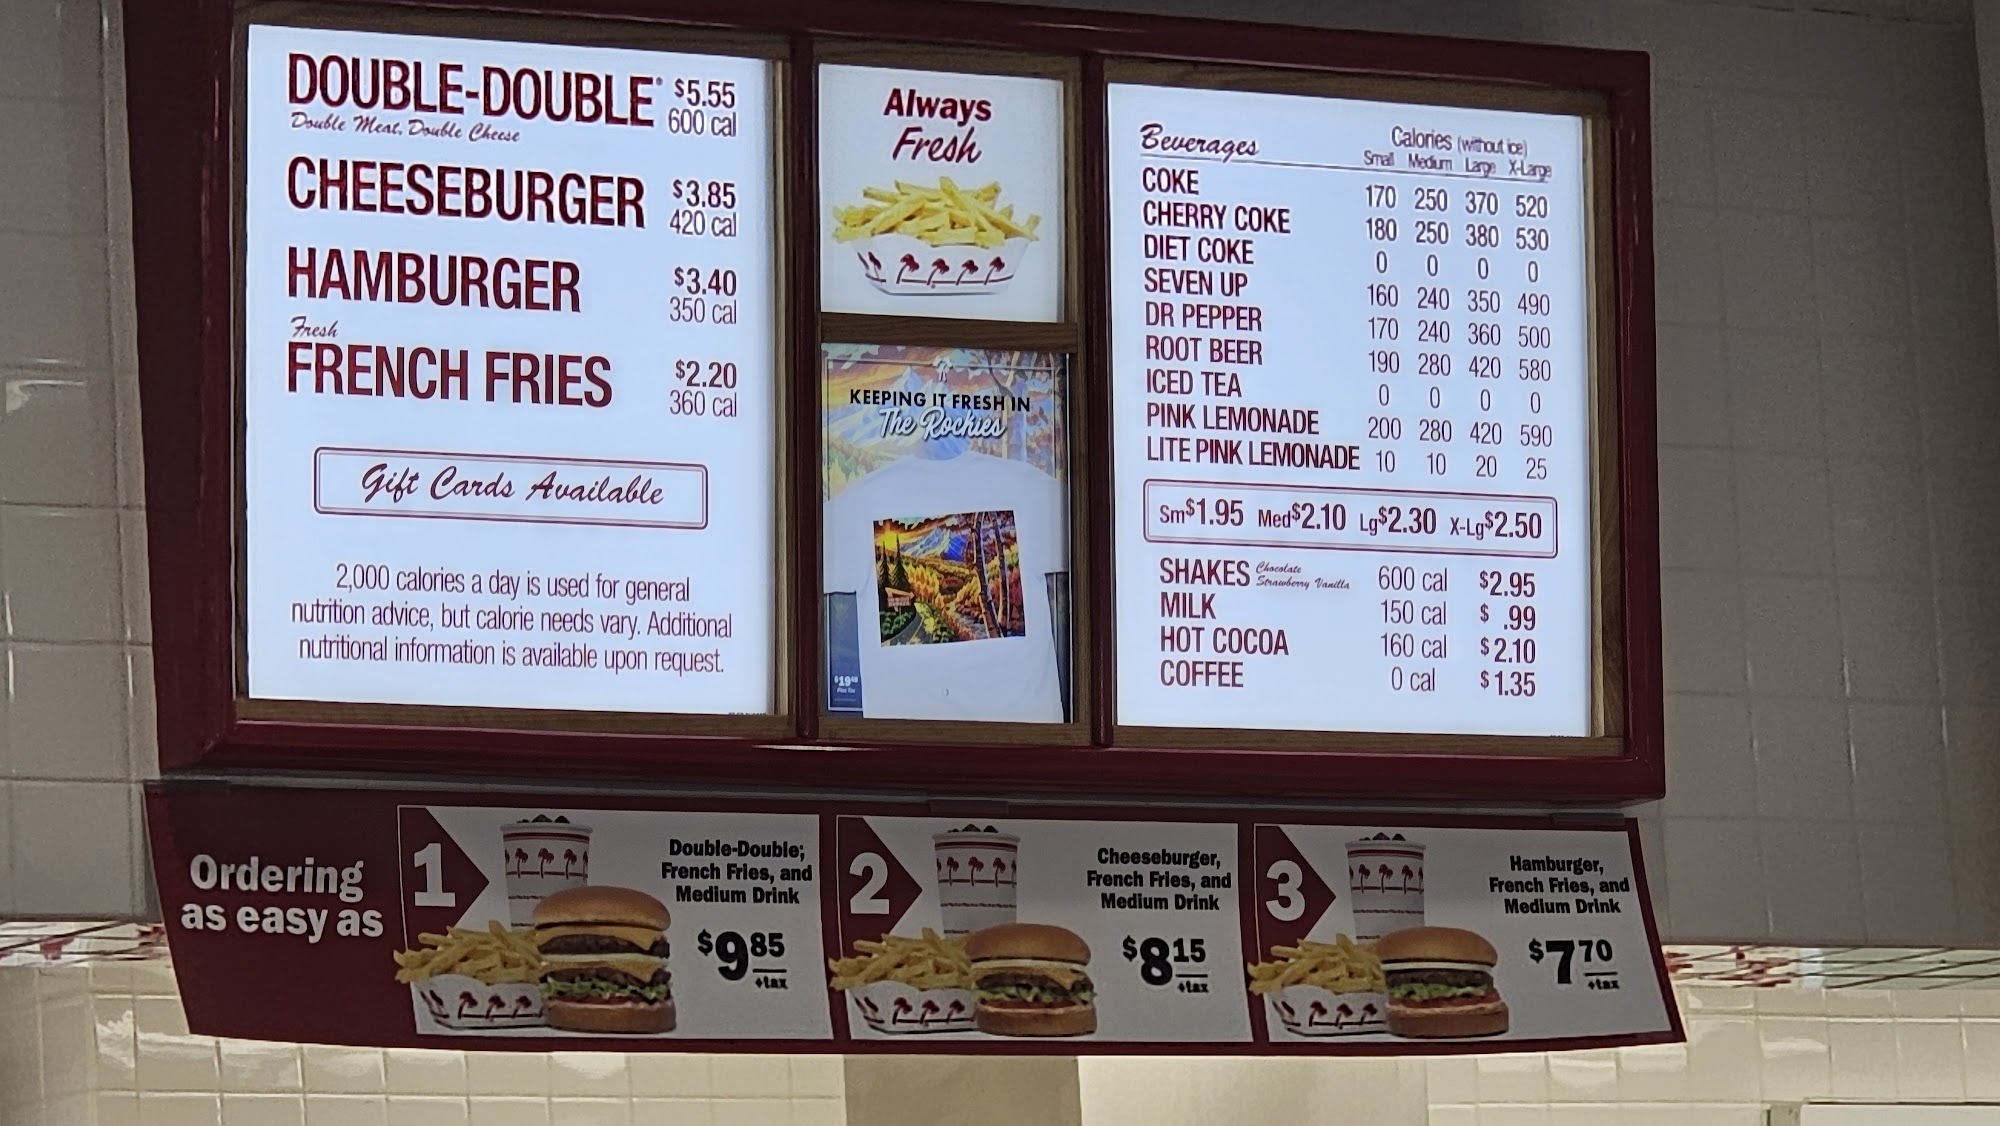 DOUBLE-DOUBLE® $5.55
Double Meat, Double Cheese 600 cal
CHEESEBURGER $3.85
420 cal
HAMBURGER $3.40
350 cal
Fresh
FRENCH FRIES $2.20
360 cal
Gift Cards Available
2,000 calories a day is used for general
nutrition advice, but calorie needs vary. Additional
nutritional information is available upon request.
Always
Fresh
KEEPING IT FRESH IN
The Rockies
Plus Tax
Beverages Calories (without ice)
Small Medium Large X-Large
COKE 170 250 370 520
CHERRY COKE 180 250 380 530
DIET COKE 0 0 0 0
SEVEN UP 160 240 350 490
DR PEPPER 170 240 360 500
ROOT BEER 190 280 420 580
ICED TEA 0 0 0 0
PINK LEMONADE 200 280 420 590
LITE PINK LEMONADE 10 10 20 25
Sm$1.95 Med$2.10 Lg$2.30 X-Lg$2.50
SHAKES Chocolate Strawberry Vanilla 600 cal $2.95
MILK 150 cal $ .99
HOT COCOA 160 cal $2.10
COFFEE 0 cal $1.35
Ordering
as easy as
1
Double-Double,
French Fries, and
Medium Drink
$9.85
+tax
2
Cheeseburger,
French Fries, and
Medium Drink
$8.15
+tax
3
Hamburger,
French Fries, and
Medium Drink
$7.70
+tax